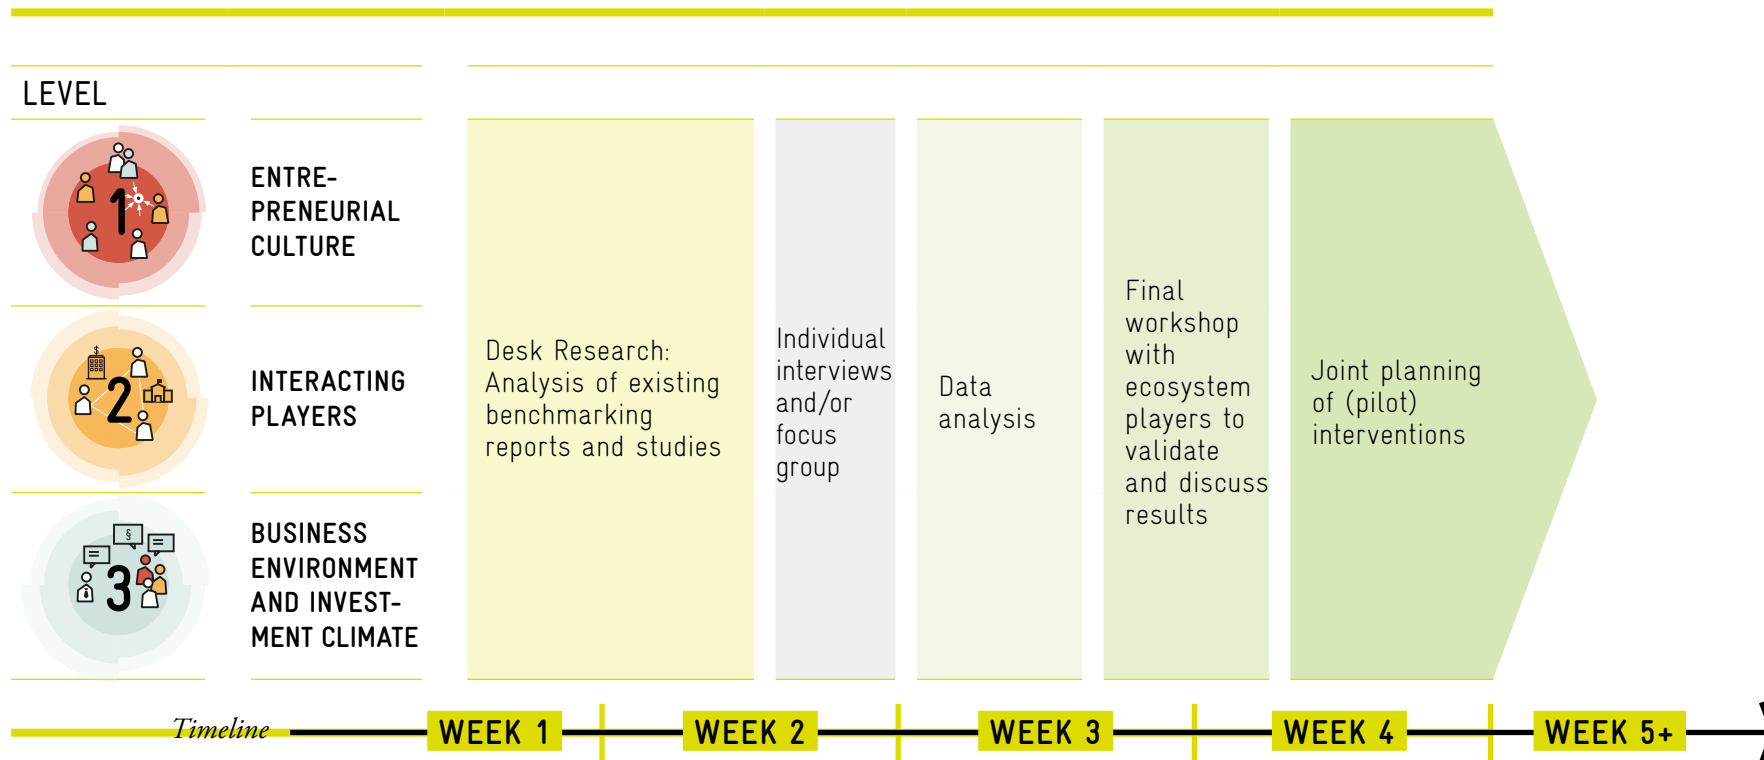 LEVEL
1
ENTRE-
PRENEURIAL
CULTURE
2
$
INTERACTING
PLAYERS
3
§
BUSINESS
ENVIRONMENT
AND INVEST-
MENT CLIMATE
Desk Research:
Analysis of existing
benchmarking
reports and studies
Individual
interviews
and/or
focus
group
Data
analysis
Final
workshop
with
ecosystem
players to
validate
and discuss
results
Joint planning
of (pilot)
interventions
Timeline
WEEK 1
WEEK 2
WEEK 3
WEEK 4
WEEK 5+